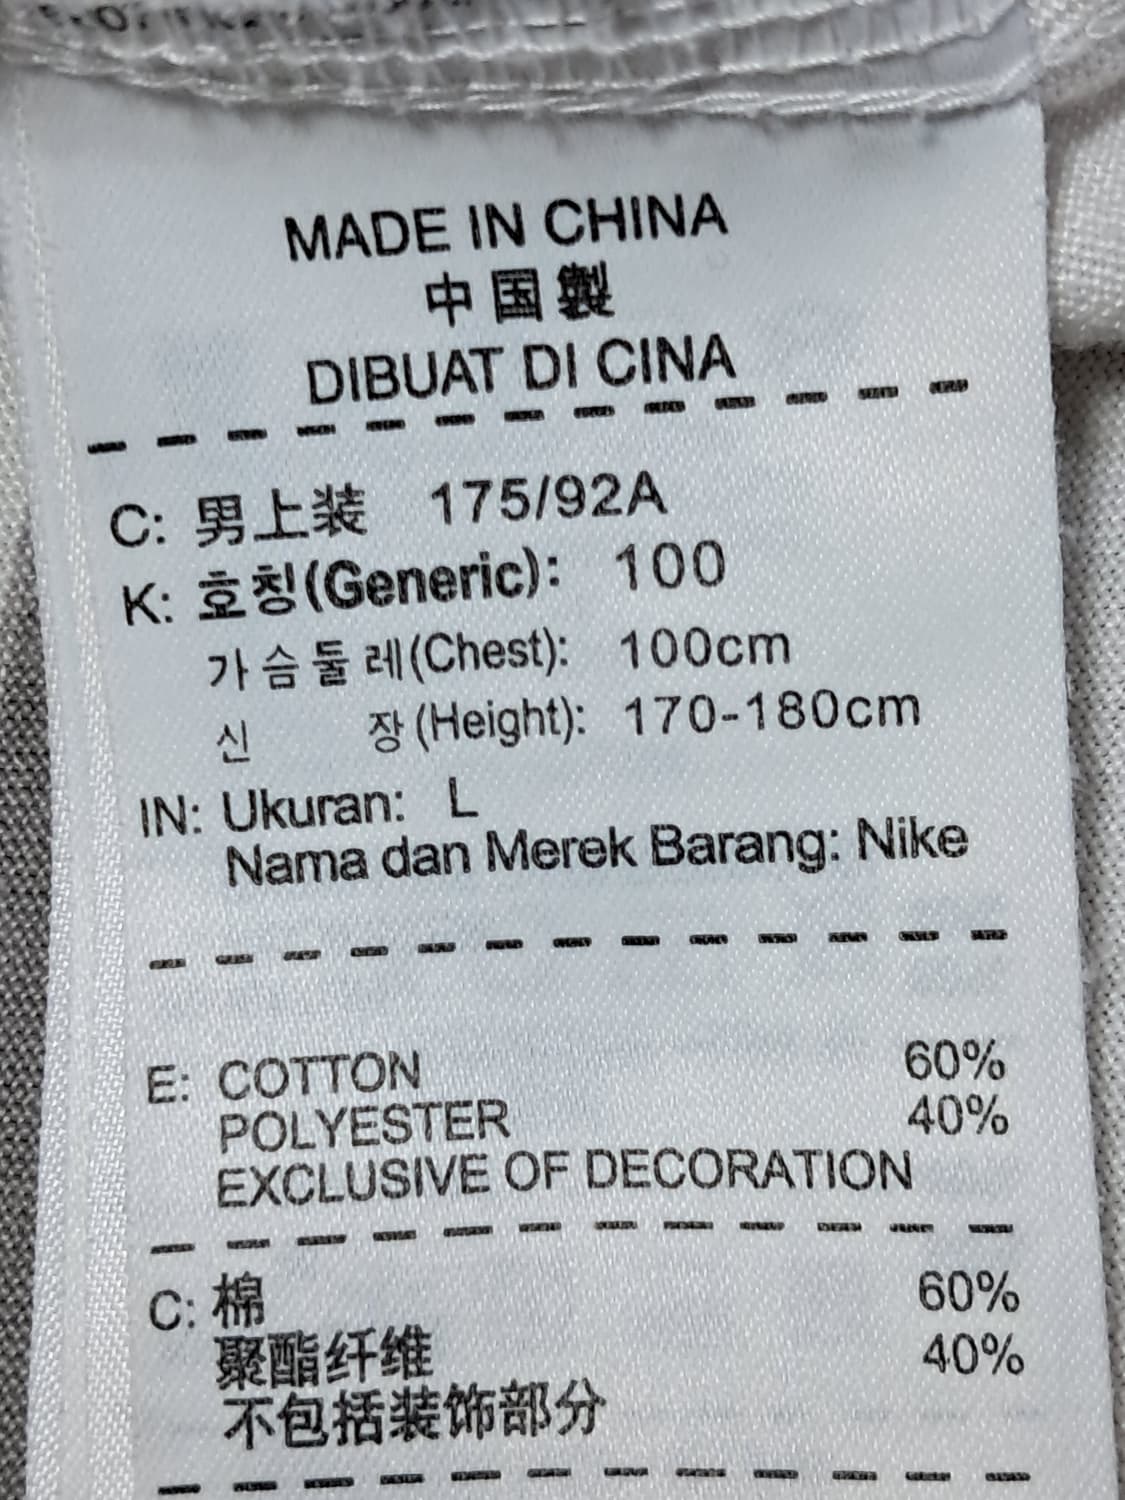 MADE IN CHINA
中国製
DIBUAT DI CINA
C: 男上装 175/92A
K: 호칭(Generic): 100
가슴둘레(Chest): 100cm
신 장(Height): 170-180cm
IN: Ukuran: L
Nama dan Merek Barang: Nike
E: COTTON 60%
POLYESTER 40%
EXCLUSIVE OF DECORATION
C: 棉 60%
聚酯纤维 40%
不包括装饰部分